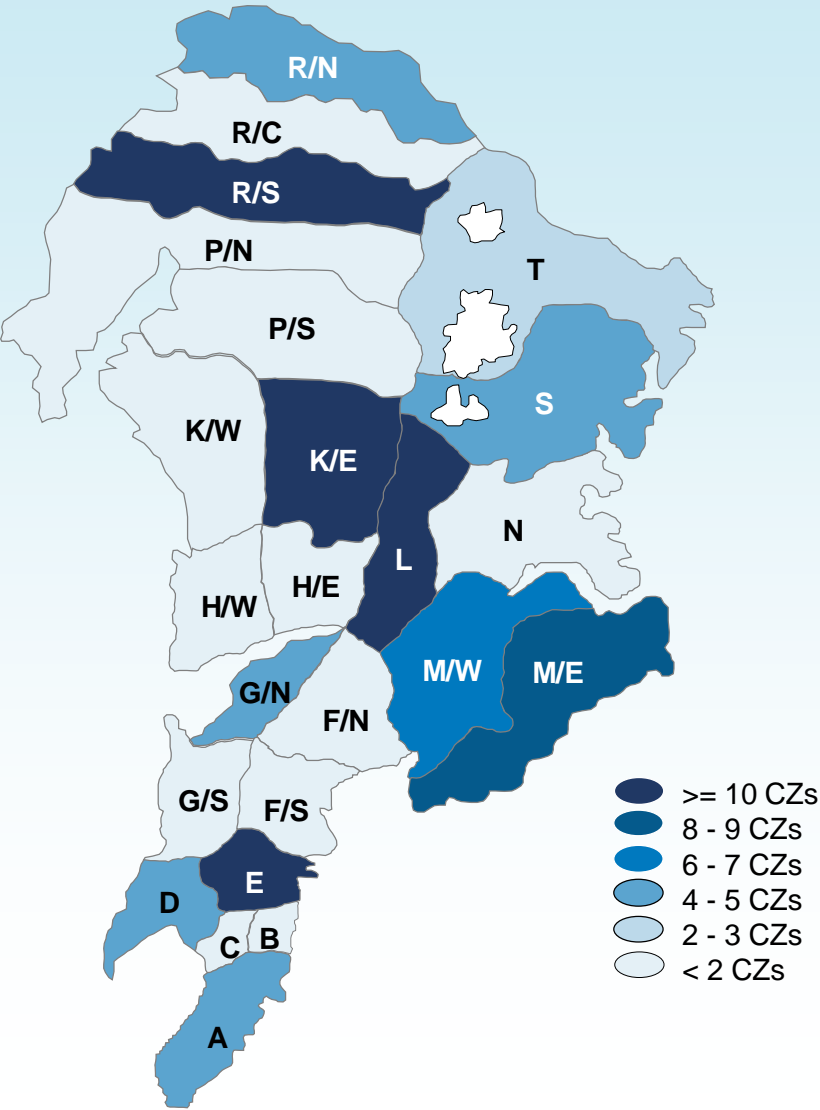 R/N
R/C
R/S
P/N
T
P/S
S
K/W
K/E
N
L
H/E
H/W
M/W
M/E
G/N
F/N
G/S
F/S
E
D
B
C
A
>= 10 CZs
8 - 9 CZs
6 - 7 CZs
4 - 5 CZs
2 - 3 CZs
< 2 CZs